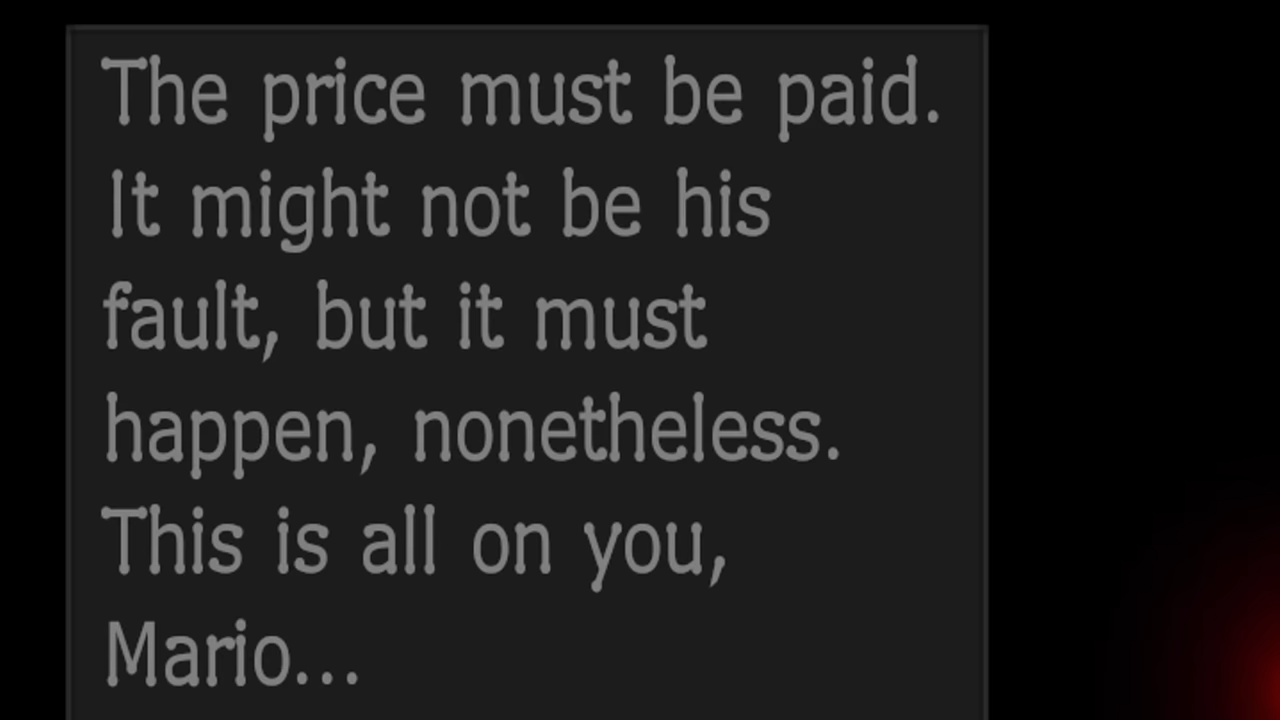 The price must be paid.
It might not be his
fault, but it must
happen, nonetheless.
This is all on you,
Mario...